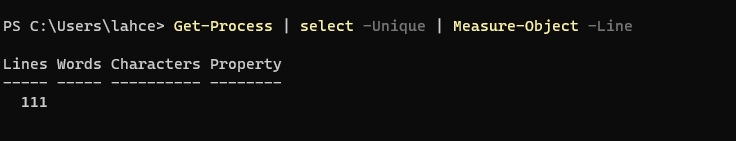 PS C:\Users\lahce> Get-Process | select -Unique | Measure-Object -Line
Lines Words Characters Property
----- ----- ---------- --------
  111